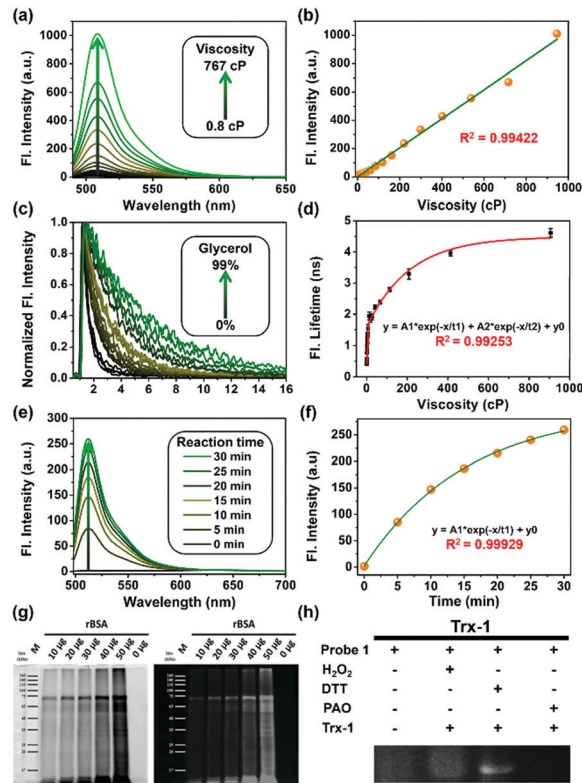 (a)
Viscosity
767 cP
0.8 cP
Fl. Intensity (a.u.)
1000
800
600
400
200
0
500 550 600 650
Wavelength (nm)
(b)
Fl. Intensity (a.u.)
1000
800
600
400
200
0
R² = 0.99422
0 200 400 600 800 1000
Viscosity (cP)
(c)
Glycerol
99%
0%
Normalized Fl. Intensity
1.0
0.8
0.6
0.4
0.2
0.0
2 4 6 8 10 12 14 16
(d)
Fl. Lifetime (ns)
5
4
3
2
1
0
y = A1*exp(-x/t1) + A2*exp(-x/t2) + y0
R² = 0.99253
0 200 400 600 800 1000
Viscosity (cP)
(e)
Reaction time
30 min
25 min
20 min
15 min
10 min
5 min
0 min
Fl. Intensity (a.u.)
300
250
200
150
100
50
0
500 550 600 650 700
Wavelength (nm)
(f)
Fl. Intensity (a.u)
250
200
150
100
50
0
y = A1*exp(-x/t1) + y0
R² = 0.99929
0 5 10 15 20 25 30
Time (min)
(g)
rBSA
M 10 µg 20 µg 30 µg 40 µg 50 µg 0 µg
Mw
(kDa)
rBSA
M 10 µg 20 µg 30 µg 40 µg 50 µg 0 µg
Mw
(kDa)
(h)
Trx-1
Probe 1 + + + +
H₂O₂ - + - -
DTT - - + -
PAO - - - +
Trx-1 - + + +